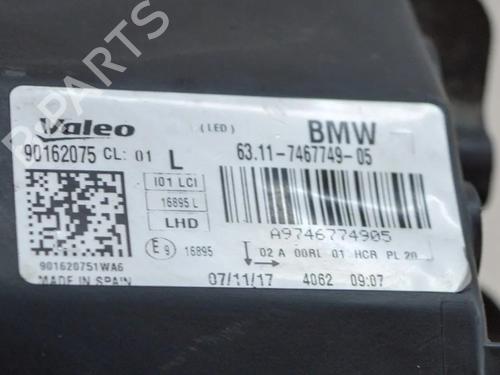 Valeo
(LED)
BMW
90162075 CL: 01 L
63.11-7467749-05
I01 LCI
16895 L
LHD
A9746774905
E9 16895
02 A 00RL 01 HCR PL 20
901620751WA6
MADE IN SPAIN
07/11/17 4062 09:07
B-PARTS